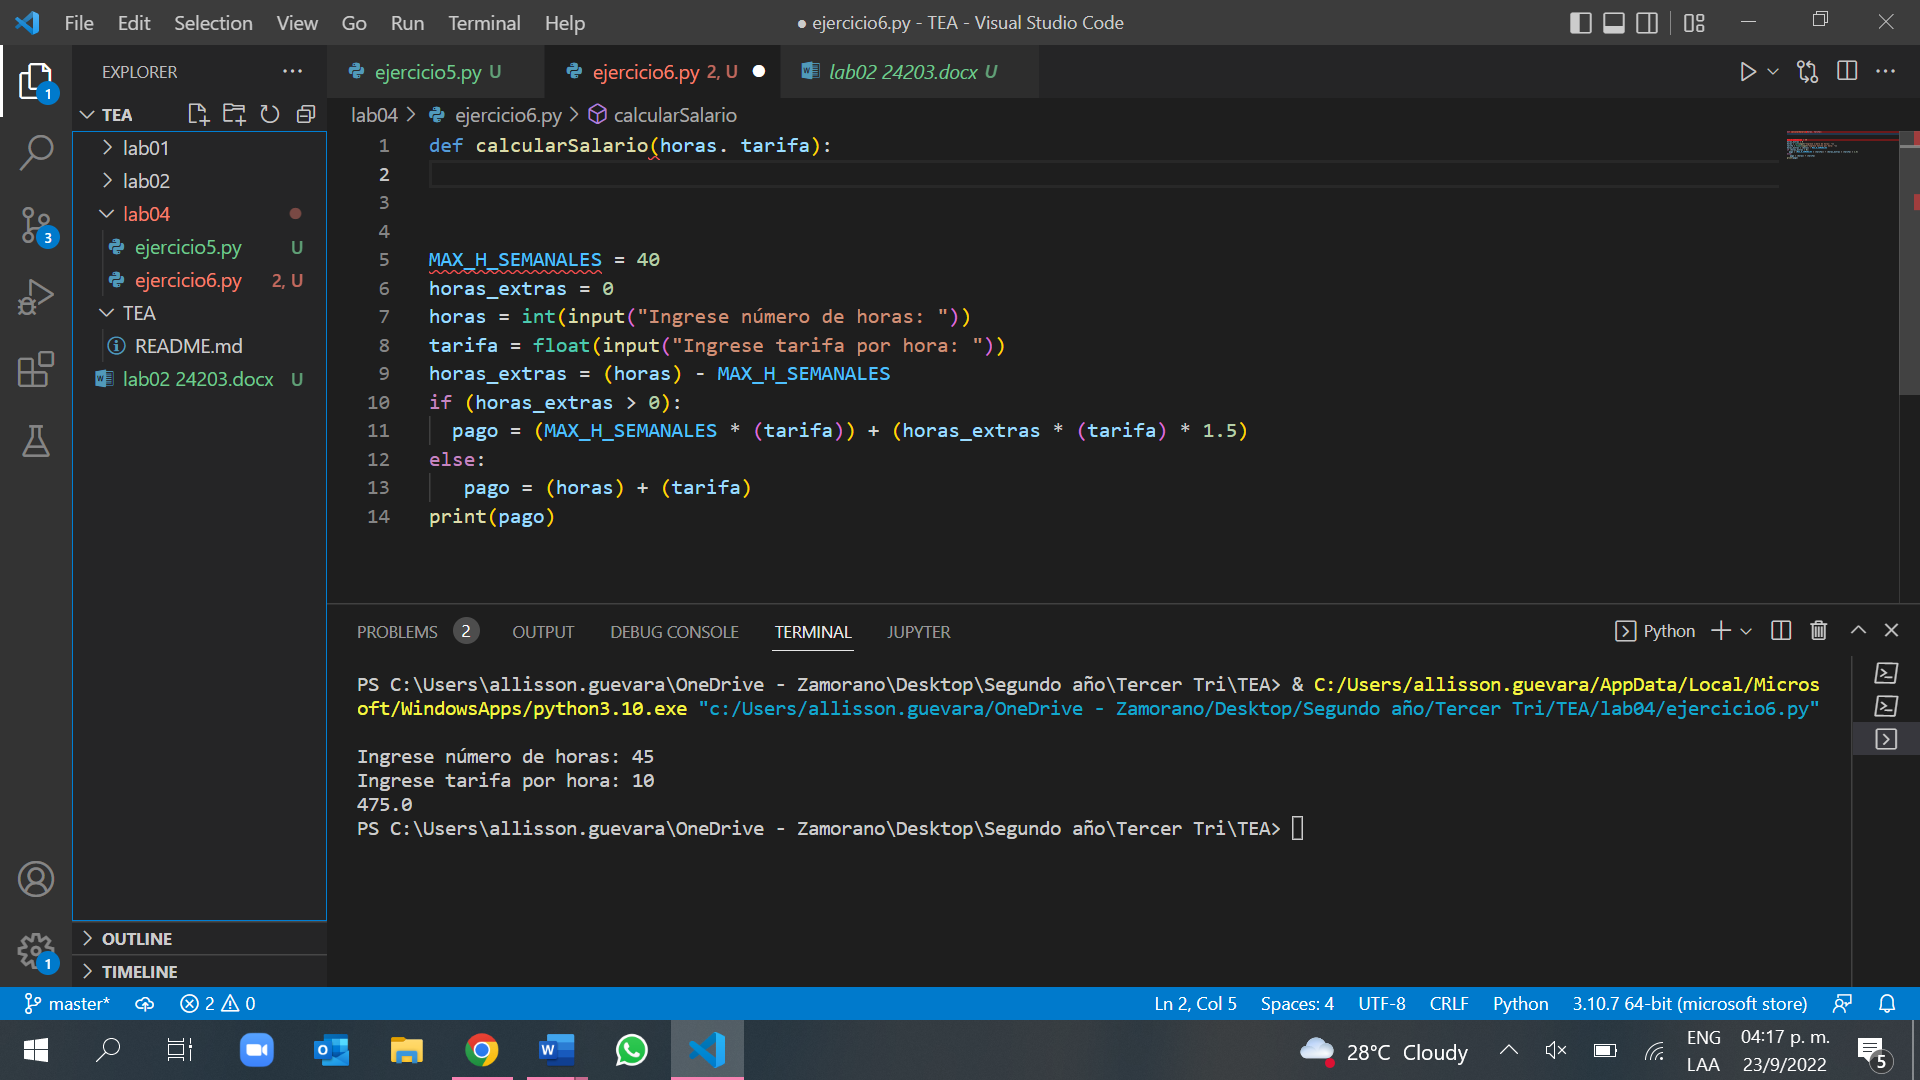 File Edit Selection View Go Run Terminal Help
● ejercicio6.py - TEA - Visual Studio Code
EXPLORER
ejercicio5.py U
ejercicio6.py 2, U
lab02 24203.docx U
TEA
lab04 > ejercicio6.py > calcularSalario
lab01
lab02
lab04
ejercicio5.py U
ejercicio6.py 2, U
TEA
README.md
lab02 24203.docx U
1 def calcularSalario(horas. tarifa):
2
3
4
5 MAX_H_SEMANALES = 40
6 horas_extras = 0
7 horas = int(input("Ingrese número de horas: "))
8 tarifa = float(input("Ingrese tarifa por hora: "))
9 horas_extras = (horas) - MAX_H_SEMANALES
10 if (horas_extras > 0):
11 pago = (MAX_H_SEMANALES * (tarifa)) + (horas_extras * (tarifa) * 1.5)
12 else:
13 pago = (horas) + (tarifa)
14 print(pago)
1
3
1
PROBLEMS 2 OUTPUT DEBUG CONSOLE TERMINAL JUPYTER
Python
PS C:\Users\allisson.guevara\OneDrive - Zamorano\Desktop\Segundo año\Tercer Tri\TEA> & C:/Users/allisson.guevara/AppData/Local/Micros
oft/WindowsApps/python3.10.exe "c:/Users/allisson.guevara/OneDrive - Zamorano/Desktop/Segundo año/Tercer Tri/TEA/lab04/ejercicio6.py"
Ingrese número de horas: 45
Ingrese tarifa por hora: 10
475.0
PS C:\Users\allisson.guevara\OneDrive - Zamorano\Desktop\Segundo año\Tercer Tri\TEA>
OUTLINE
TIMELINE
master* 2 0
Ln 2, Col 5 Spaces: 4 UTF-8 CRLF Python 3.10.7 64-bit (microsoft store)
28°C Cloudy
ENG
LAA
04:17 p. m.
23/9/2022
5